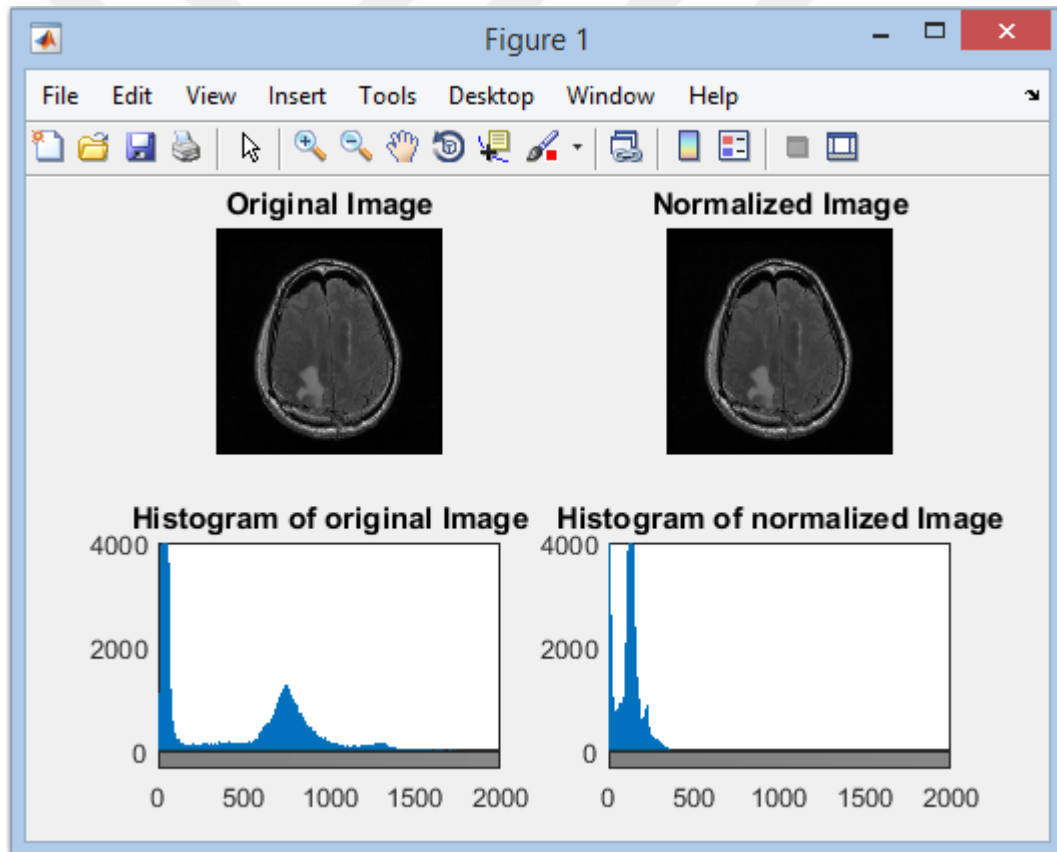 Figure 1
File Edit View Insert Tools Desktop Window Help
Original Image
Normalized Image
Histogram of original Image
Histogram of normalized Image
4000
2000
0
0 500 1000 1500 2000
4000
2000
0
0 500 1000 1500 2000